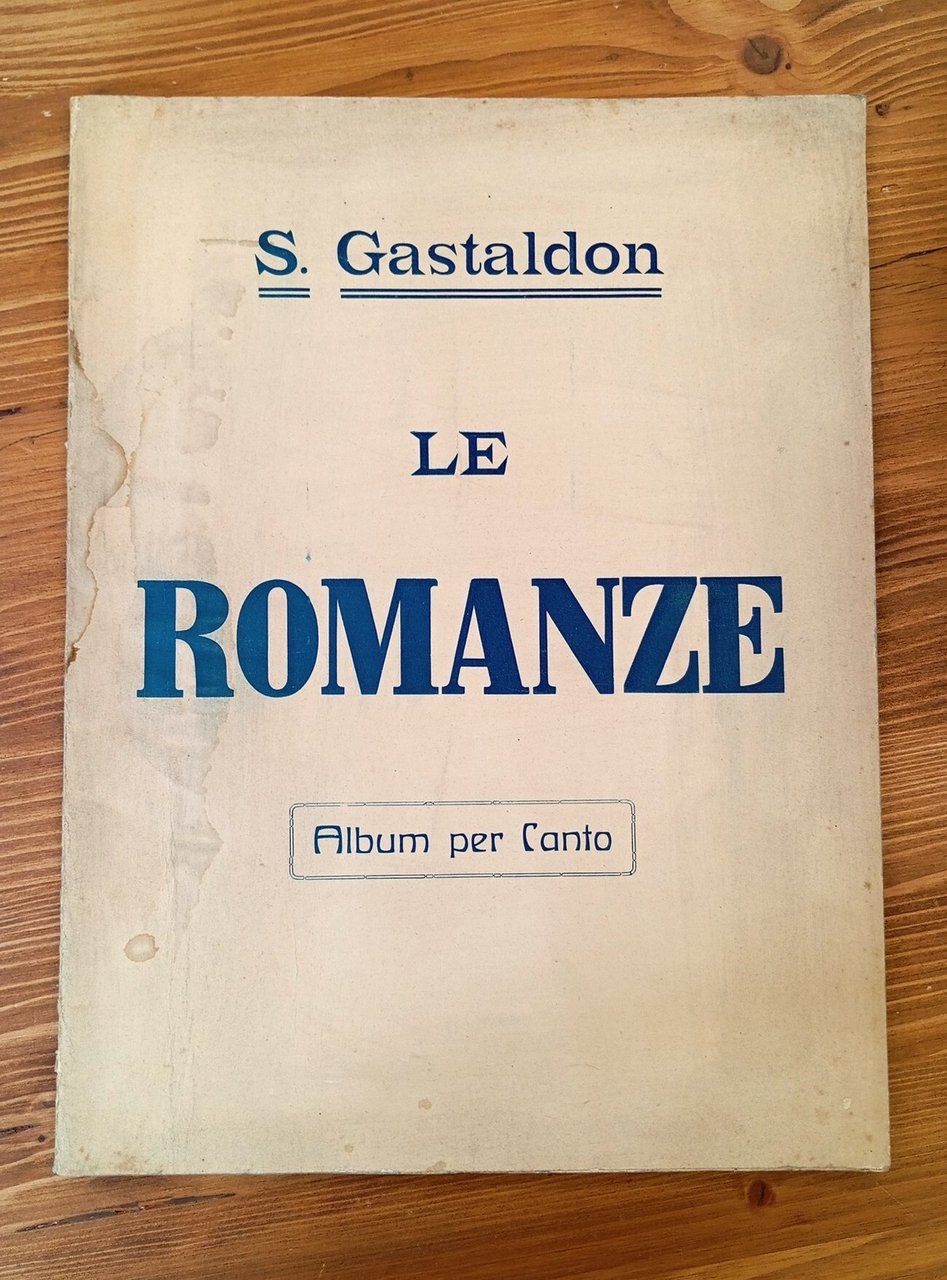 S. Gastaldon
LE
ROMANZE
Album per Canto